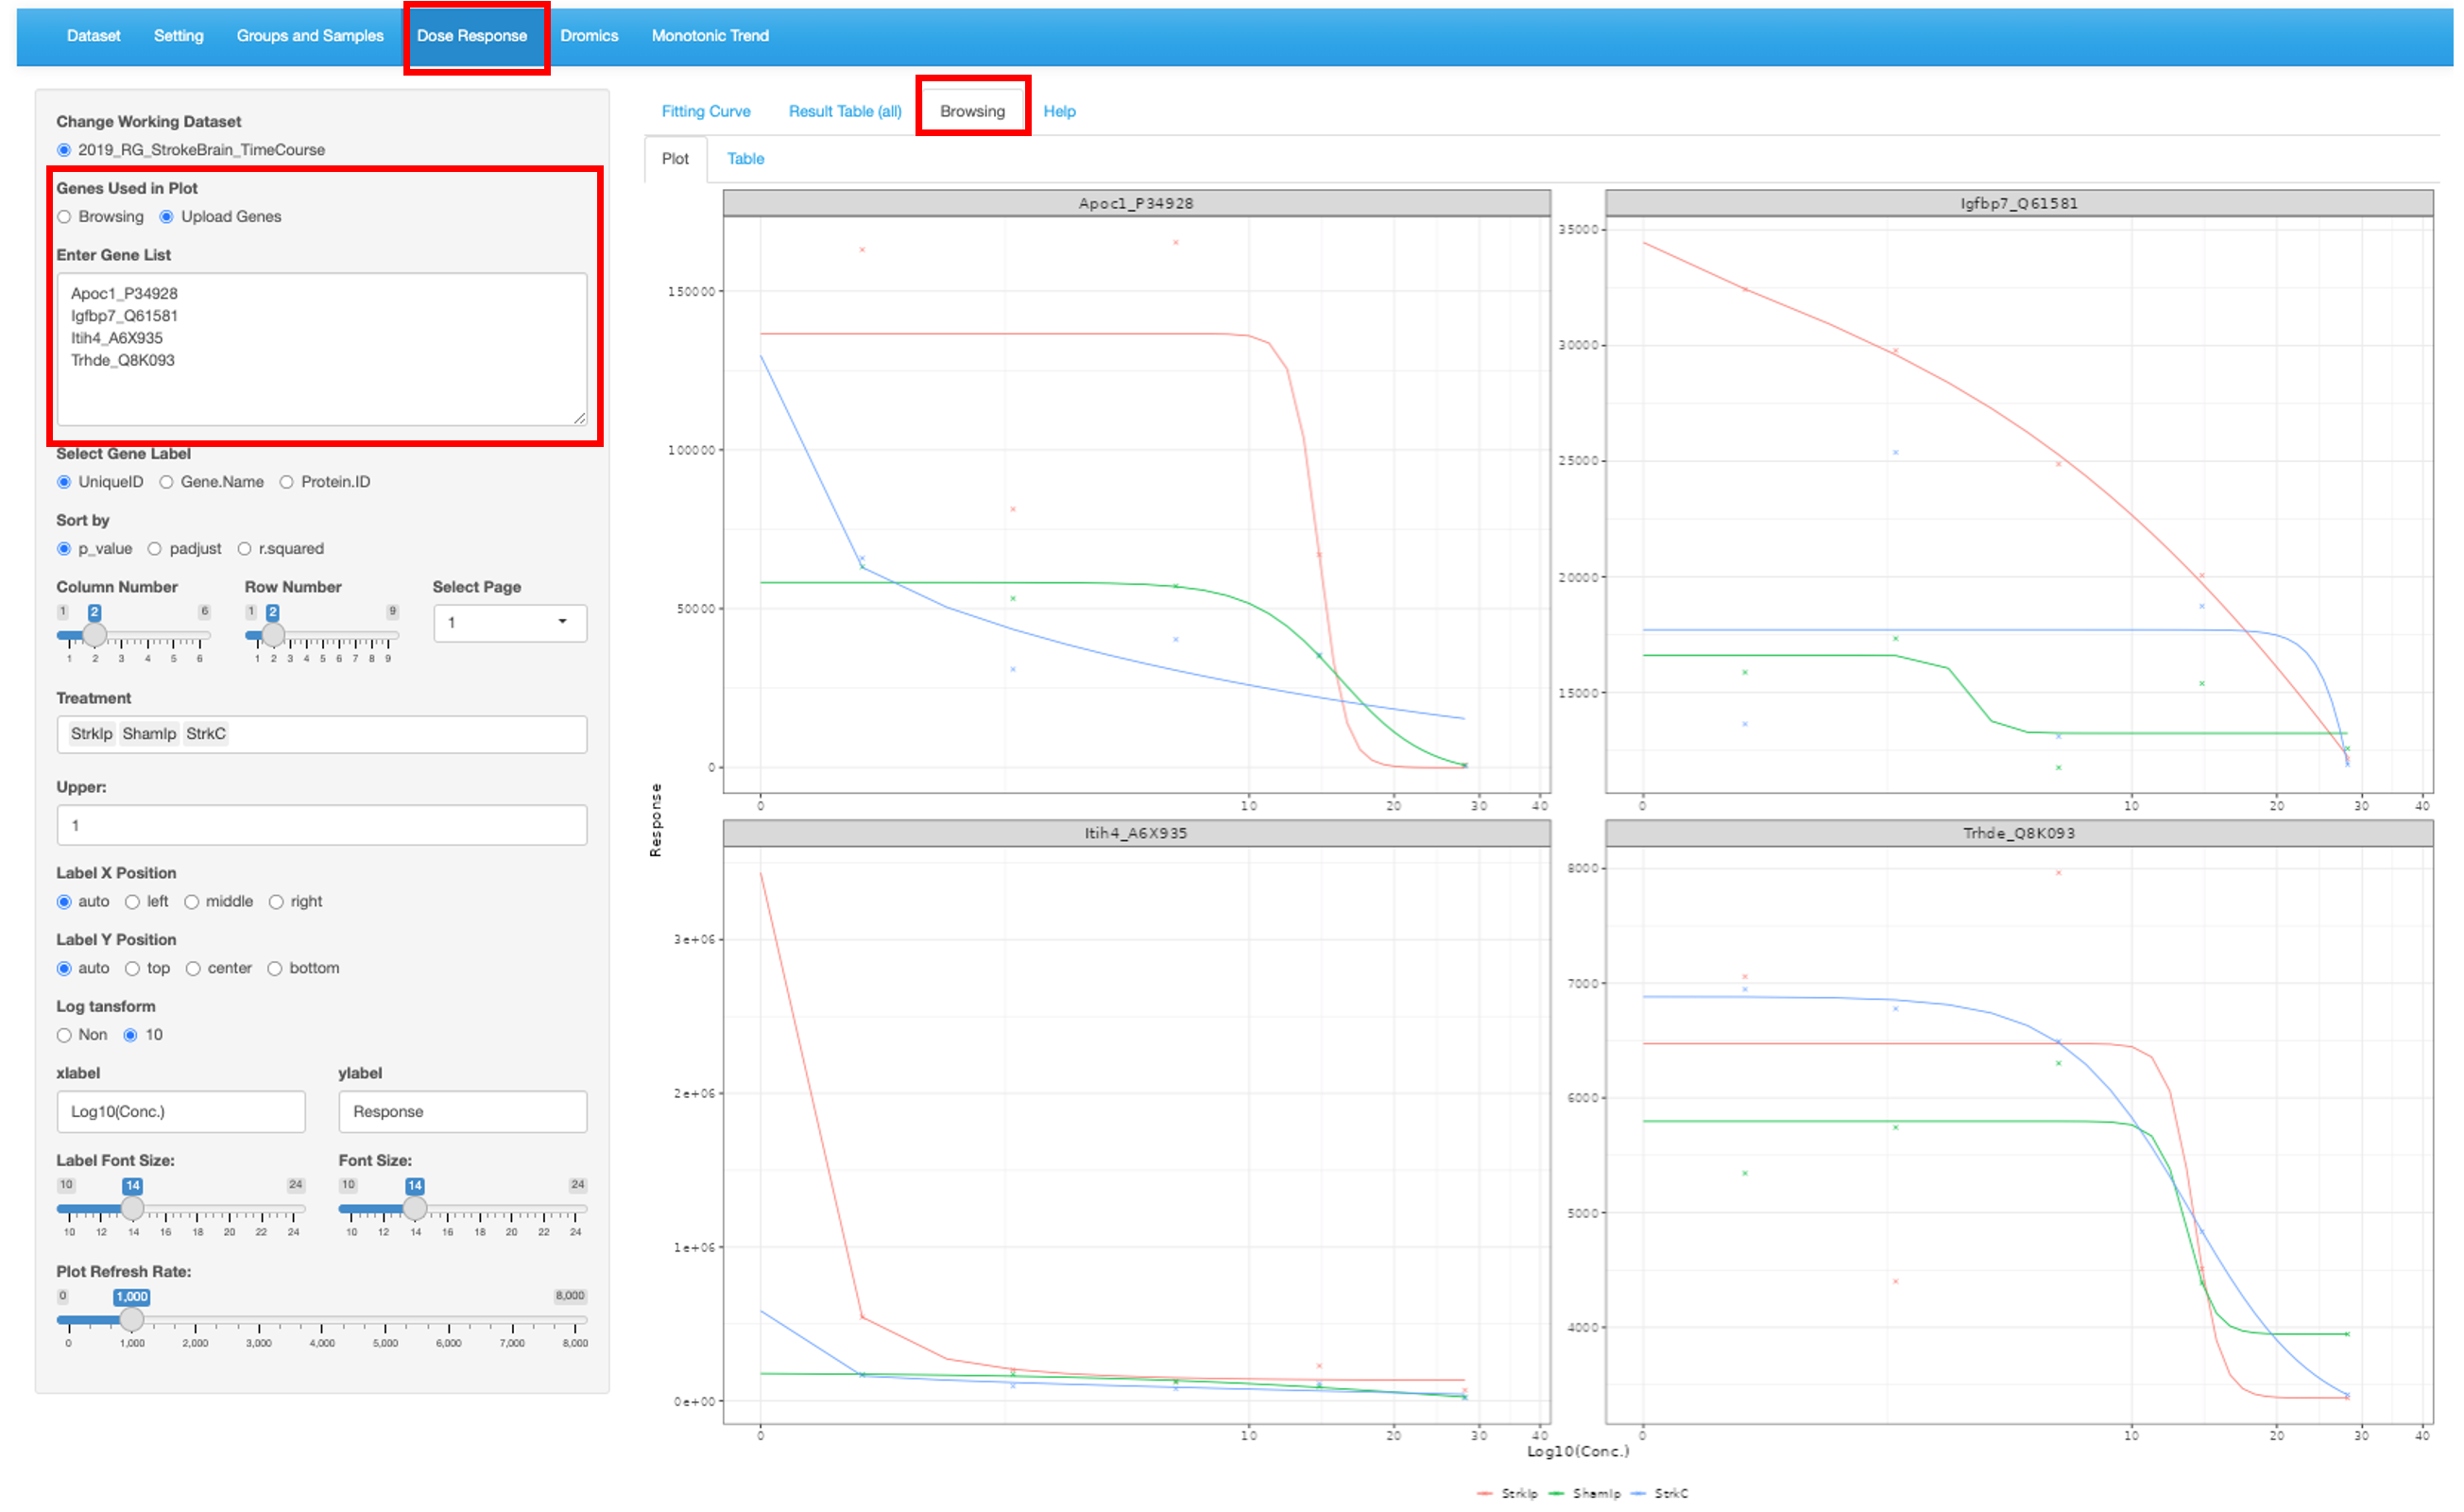 Dataset Setting Groups and Samples Dose Response Dromics Monotonic Trend
Change Working Dataset
2019_RG_StrokeBrain_TimeCourse
Genes Used in Plot
Browsing Upload Genes
Enter Gene List
Apoc1_P34928
Igfbp7_Q61581
Itih4_A6X935
Trhde_Q8K093
Select Gene Label
UniqueID Gene.Name Protein.ID
Sort by
p_value padjust r.squared
Column Number Row Number Select Page
1 2 6 1 2 9 1
1 2 3 4 5 6 1 2 3 4 5 6 7 8 9
Treatment
StrkIp ShamIp StrkC
Upper:
1
Label X Position
auto left middle right
Label Y Position
auto top center bottom
Log tansform
Non 10
xlabel ylabel
Log10(Conc.) Response
Label Font Size: Font Size:
10 14 24 10 14 24
10 12 14 16 18 20 22 24 10 12 14 16 18 20 22 24
Plot Refresh Rate:
0 1,000 8,000
0 1,000 2,000 3,000 4,000 5,000 6,000 7,000 8,000
Fitting Curve Result Table (all) Browsing Help
Plot Table
Response
Apoc1_P34928
150000
100000
50000
0
0 10 20 30 40
Igfbp7_Q61581
35000
30000
25000
20000
15000
0 10 20 30 40
Itih4_A6X935
3e+06
2e+06
1e+06
0e+00
0 10 20 30 40
Trhde_Q8K093
8000
7000
6000
5000
4000
0 10 20 30 40
Log10(Conc.)
StrkIp ShamIp StrkC